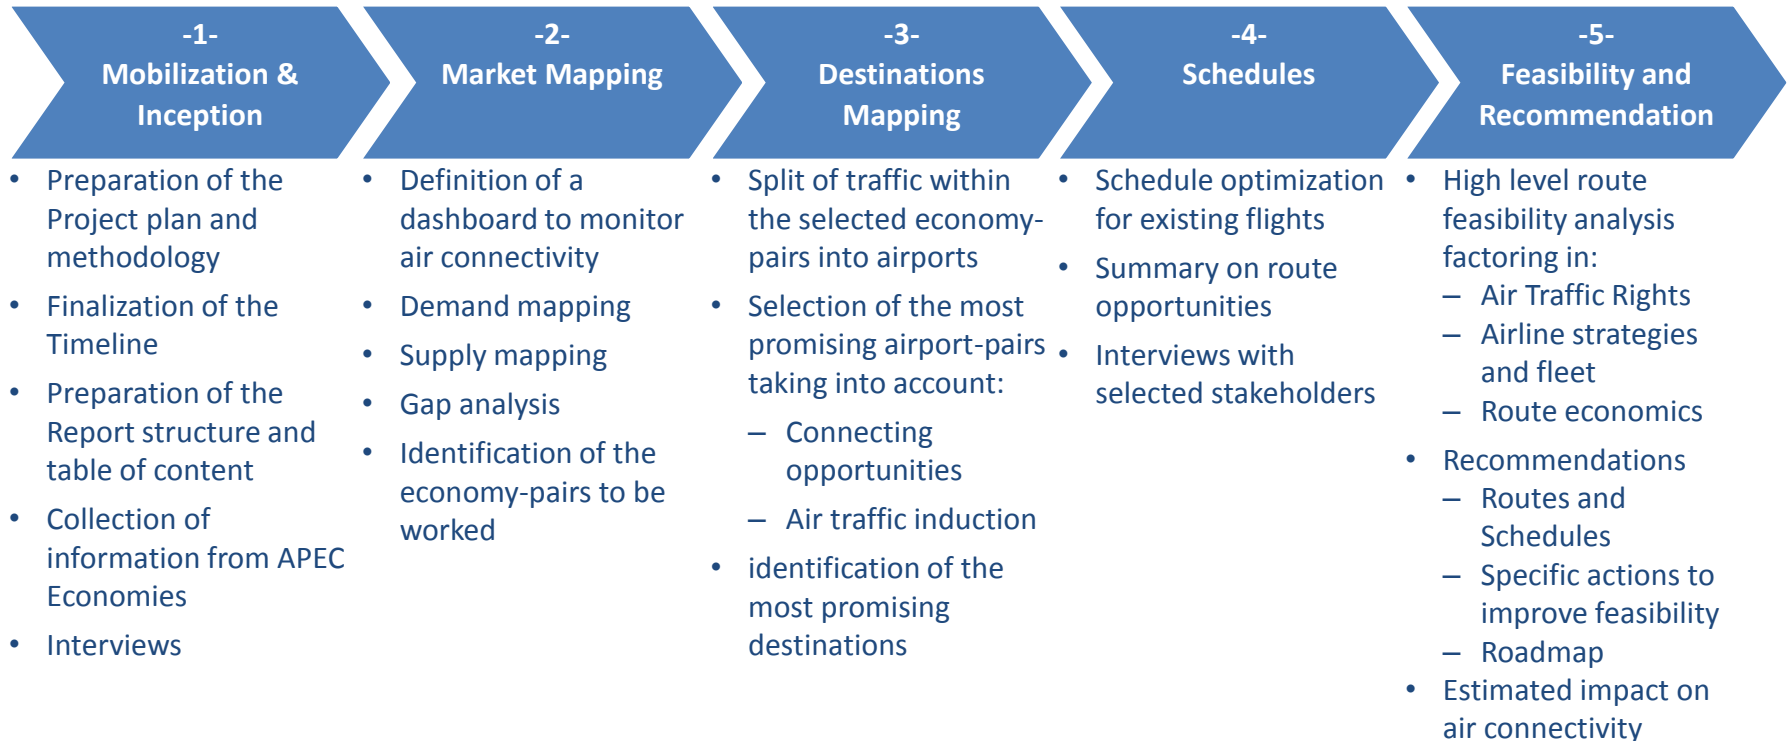 -1-
Mobilization &
Inception
• Preparation of the
Project plan and
methodology
• Finalization of the
Timeline
• Preparation of the
Report structure and
table of content
• Collection of
information from APEC
Economies
• Interviews
-2-
Market Mapping
• Definition of a
dashboard to monitor
air connectivity
• Demand mapping
• Supply mapping
• Gap analysis
• Identification of the
economy-pairs to be
worked
-3-
Destinations
Mapping
• Split of traffic within
the selected economy-
pairs into airports
• Selection of the most
promising airport-pairs
taking into account:
– Connecting
opportunities
– Air traffic induction
• identification of the
most promising
destinations
-4-
Schedules
• Schedule optimization
for existing flights
• Summary on route
opportunities
• Interviews with
selected stakeholders
-5-
Feasibility and
Recommendation
• High level route
feasibility analysis
factoring in:
– Air Traffic Rights
– Airline strategies
and fleet
– Route economics
• Recommendations
– Routes and
Schedules
– Specific actions to
improve feasibility
– Roadmap
• Estimated impact on
air connectivity